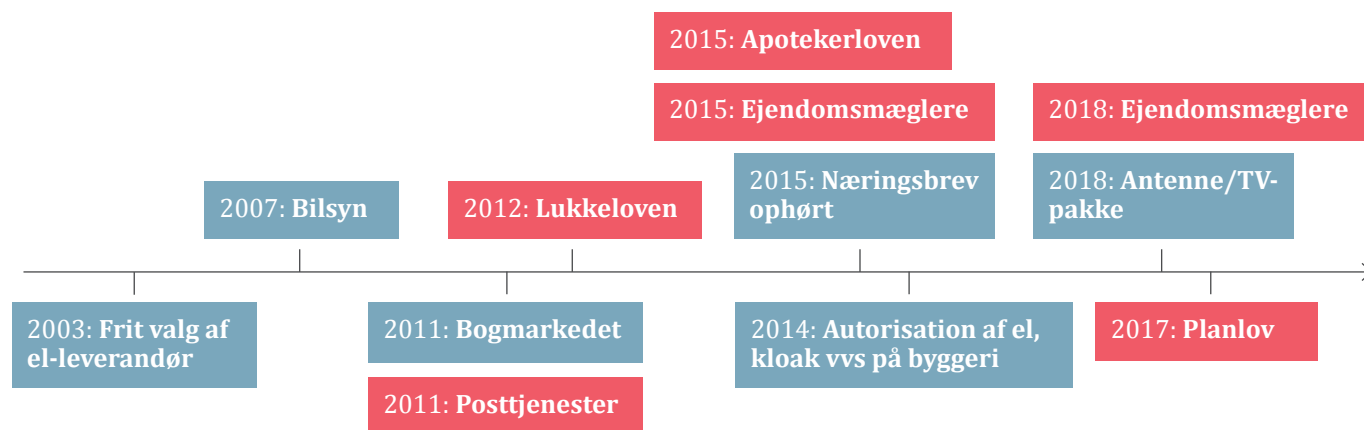 2015: Apotekerloven
2015: Ejendomsmæglere
2018: Ejendomsmæglere
2015: Næringsbrev
ophørt
2018: Antenne/TV-
pakke
2007: Bilsyn
2012: Lukkeloven
2003: Frit valg af
el-leverandør
2011: Bogmarkedet
2011: Posttjenester
2014: Autorisation af el,
kloak vvs på byggeri
2017: Planlov